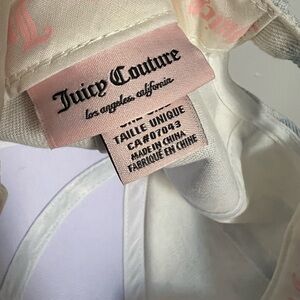 Juicy Couture
los angeles, california
TAILLE UNIQUE
CA#07043
MADE IN CHINA
FABRIQUÉ EN CHINE